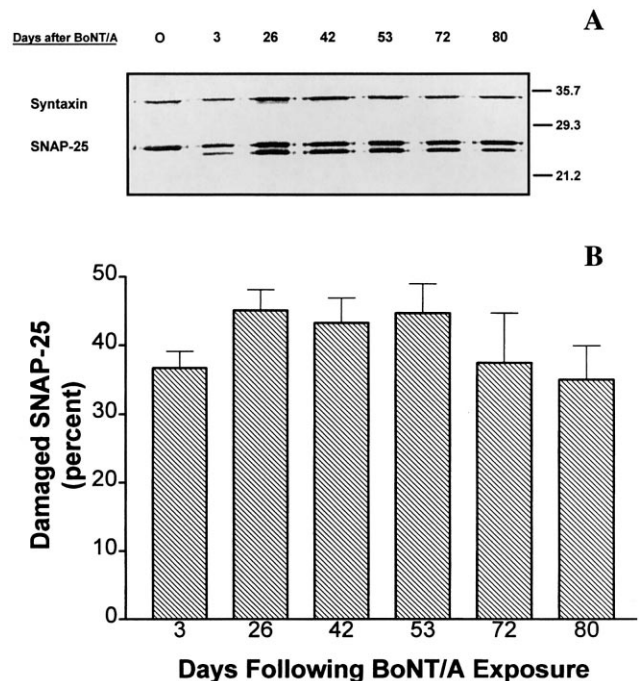 A
Days after BoNT/A O 3 26 42 53 72 80
Syntaxin
35.7
29.3
SNAP-25
21.2
B
Damaged SNAP-25
(percent)
50
40
30
20
10
0
3 26 42 53 72 80
Days Following BoNT/A Exposure